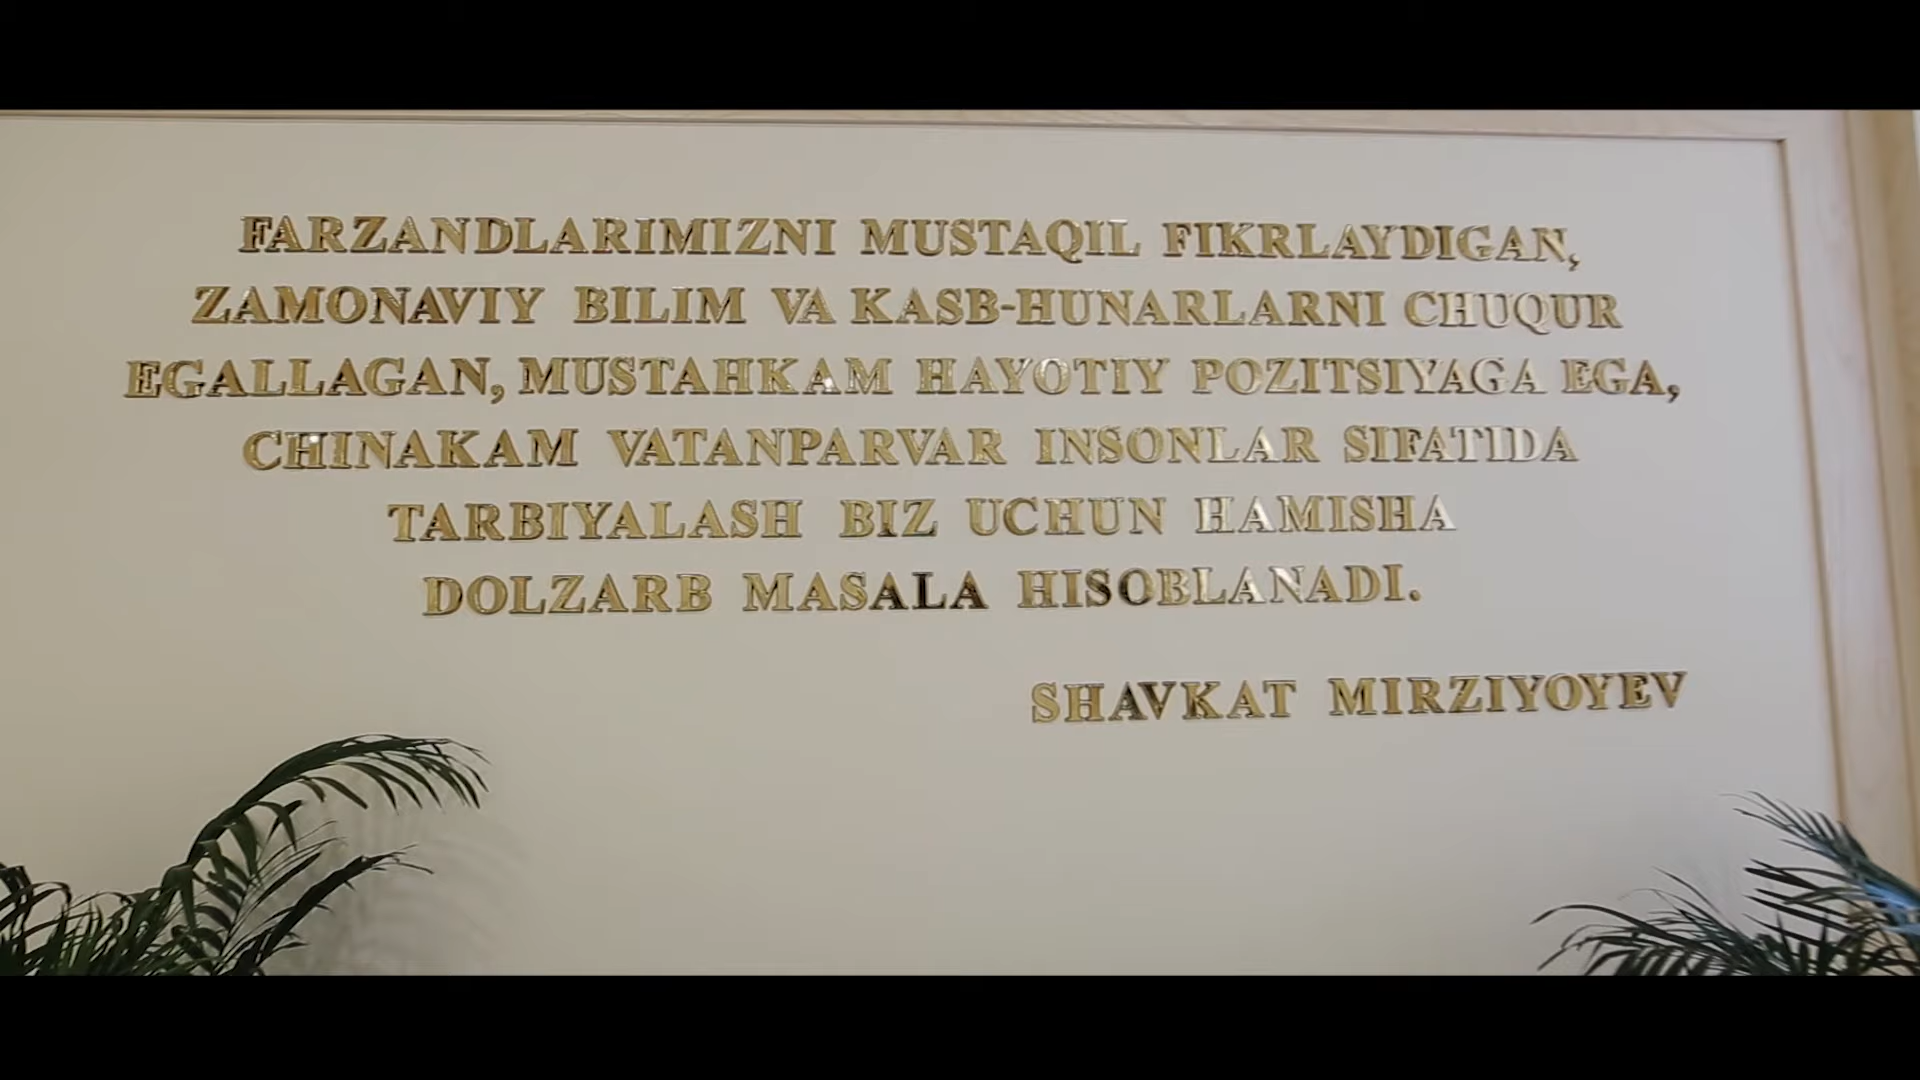 FARZANDLARIMIZNI MUSTAQIL FIKRLAYDIGAN,
ZAMONAVIY BILIM VA KASB-HUNARLARNI CHUQUR
EGALLAGAN, MUSTAHKAM HAYOTIY POZITSIYAGA EGA,
CHINAKAM VATANPARVAR INSONLAR SIFATIDA
TARBIYALASH BIZ UCHUN HAMISHA
DOLZARB MASALA HISOBLANADI.
SHAVKAT MIRZIYOYEV